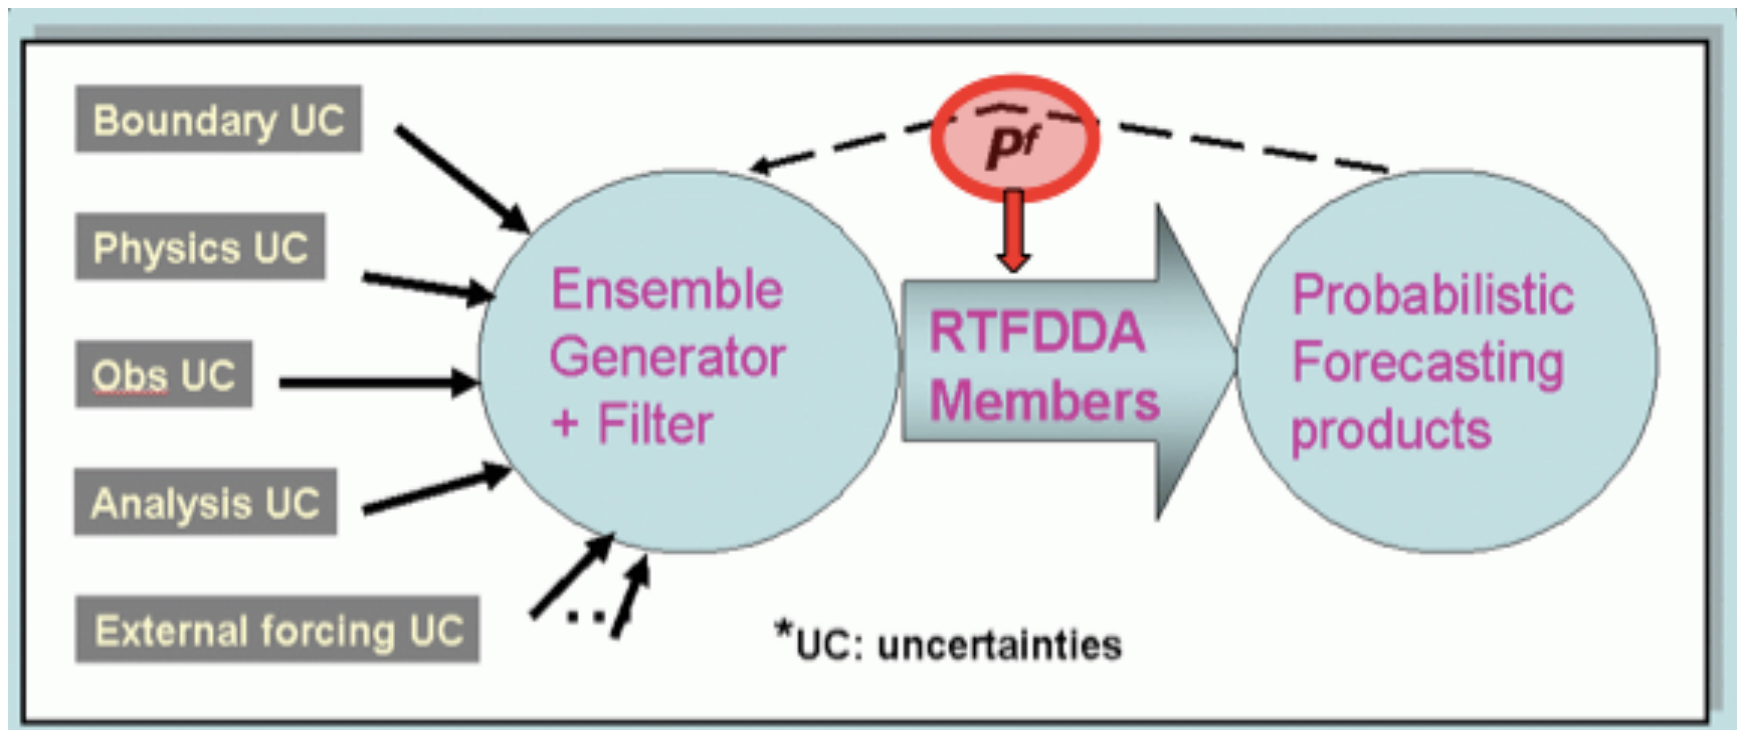 Boundary UC
Physics UC
Obs UC
Analysis UC
External forcing UC
...
Ensemble
Generator
+ Filter
Pf
RTFDDA
Members
Probabilistic
Forecasting
products
*UC: uncertainties